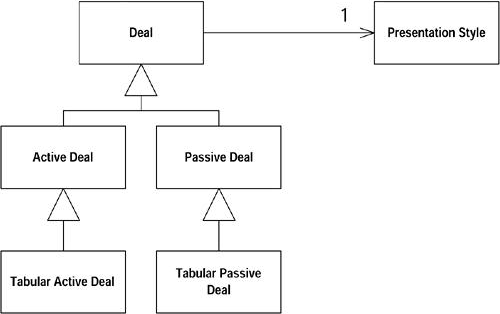 Deal
1
Presentation Style
Active Deal
Passive Deal
Tabular Active Deal
Tabular Passive
Deal